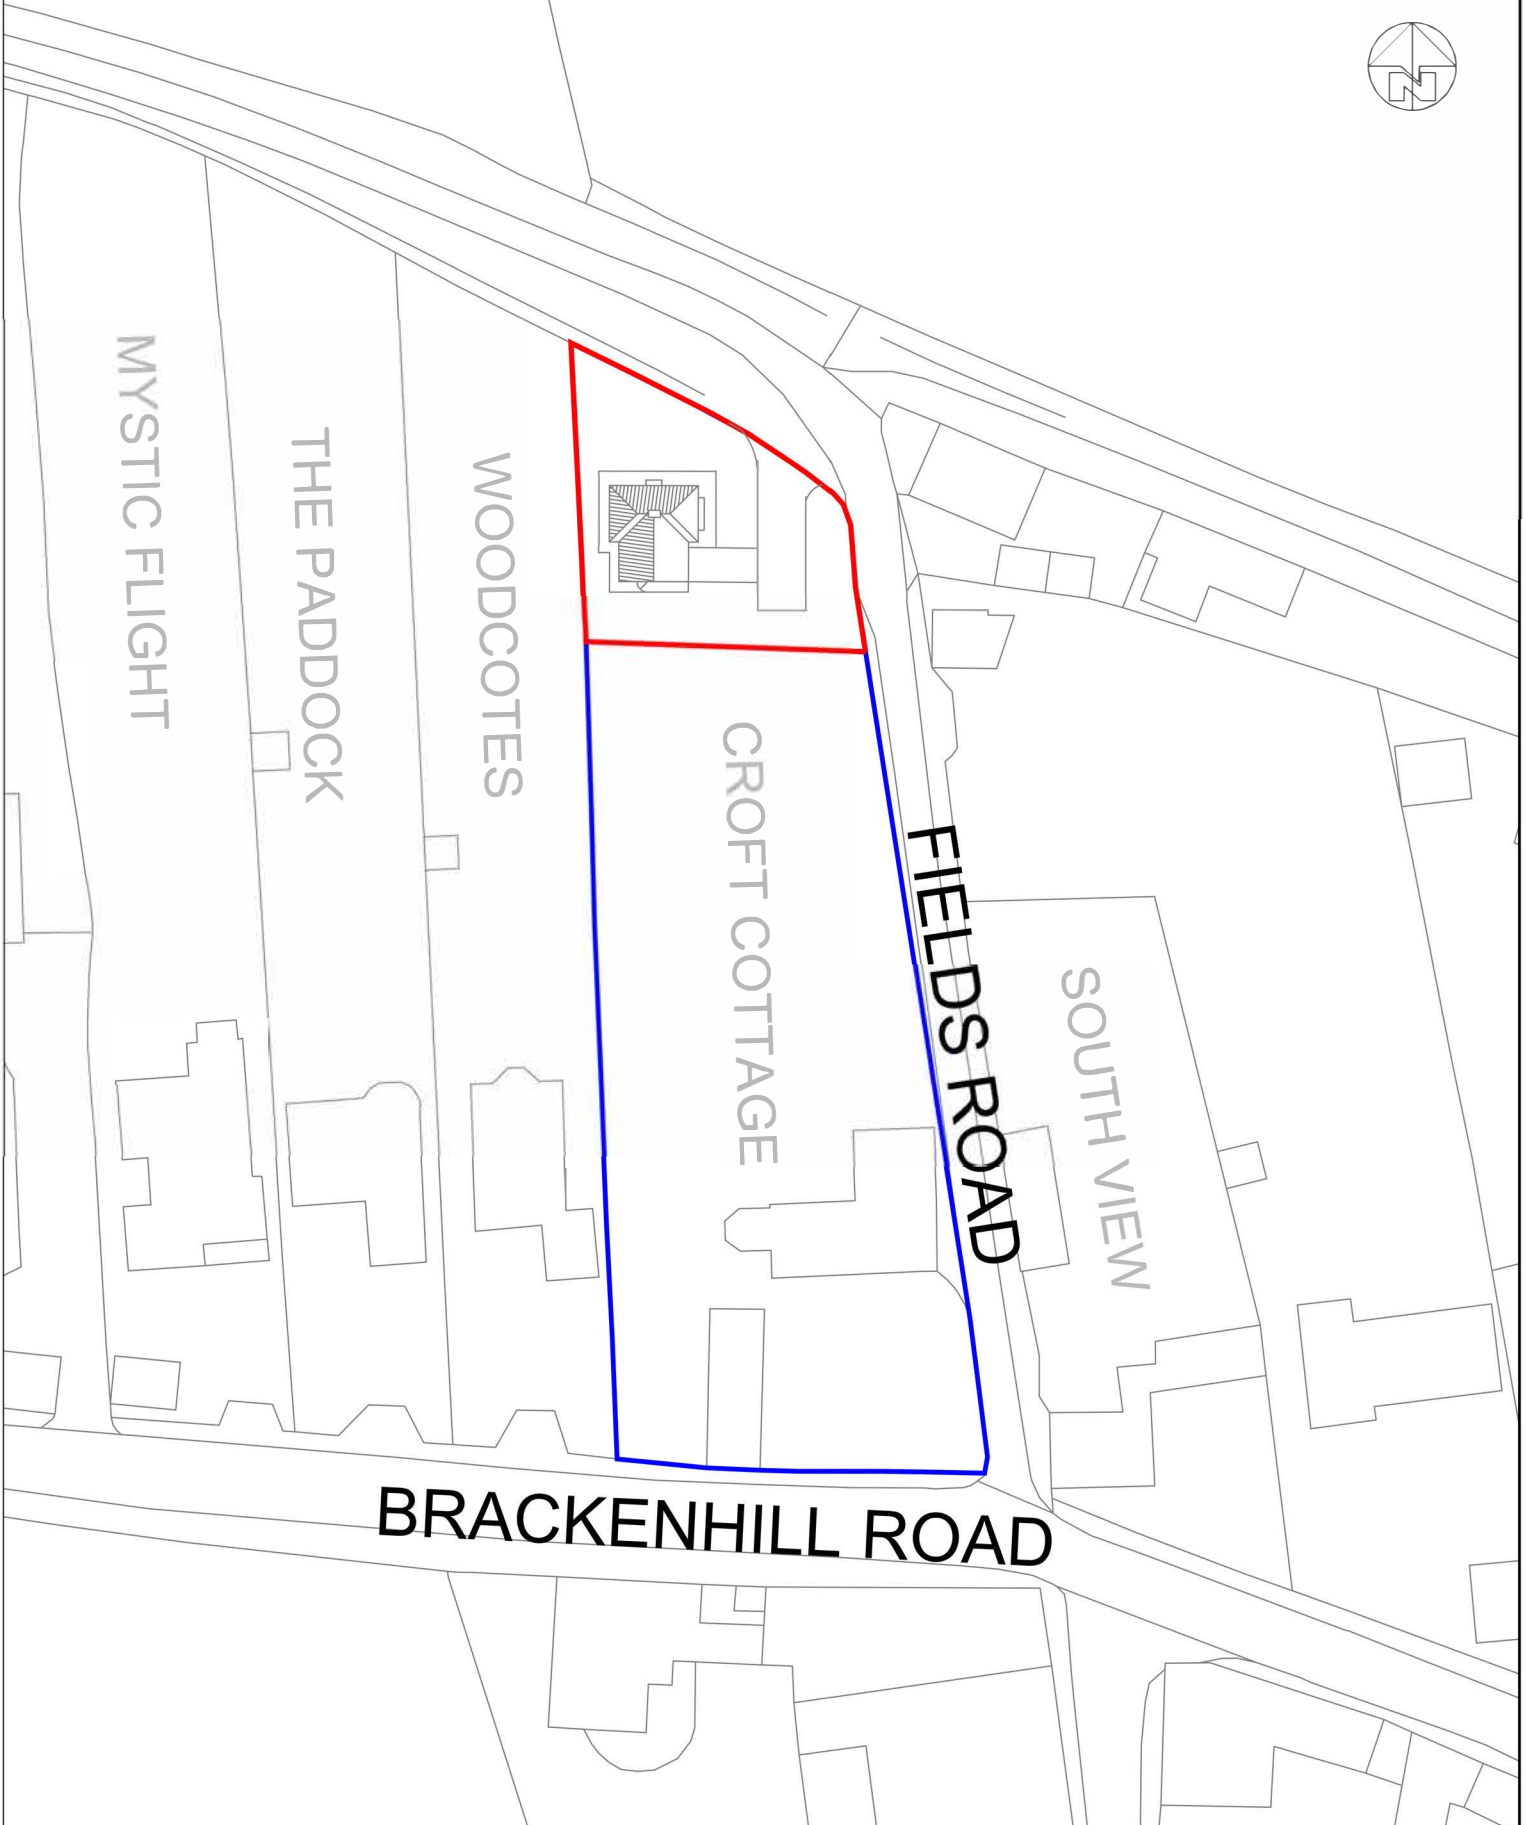 N
MYSTIC FLIGHT
THE PADDOCK
WOODCOTES
CROFT COTTAGE
FIELDS ROAD
SOUTH VIEW
BRACKENHILL ROAD